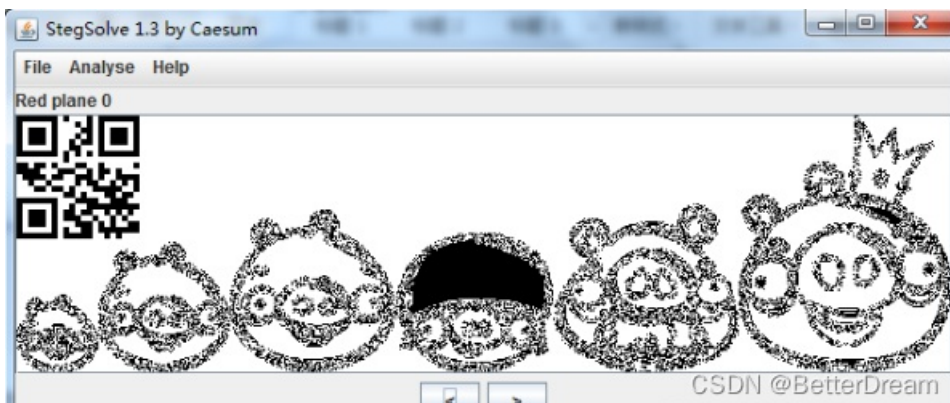 StegSolve 1.3 by Caesum
File Analyse Help
Red plane 0
< >
CSDN @BetterDream